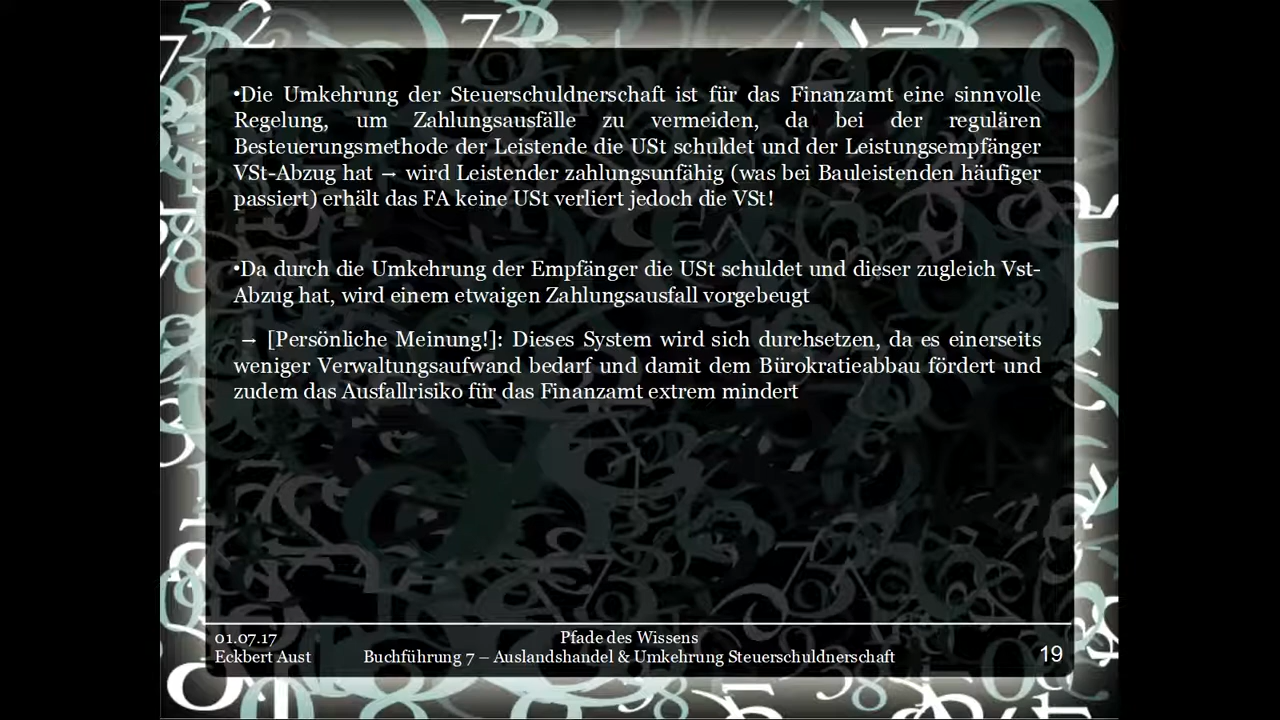 •Die Umkehrung der Steuerschuldnerschaft ist für das Finanzamt eine sinnvolle
Regelung, um Zahlungsausfälle zu vermeiden, da bei der regulären
Besteuerungsmethode der Leistende die USt schuldet und der Leistungsempfänger
VSt-Abzug hat → wird Leistender zahlungsunfähig (was bei Bauleistenden häufiger
passiert) erhält das FA keine USt verliert jedoch die VSt!
•Da durch die Umkehrung der Empfänger die USt schuldet und dieser zugleich Vst-
Abzug hat, wird einem etwaigen Zahlungsausfall vorgebeugt
→ [Persönliche Meinung!]: Dieses System wird sich durchsetzen, da es einerseits
weniger Verwaltungsaufwand bedarf und damit dem Bürokratieabbau fördert und
zudem das Ausfallrisiko für das Finanzamt extrem mindert
01.07.17
Pfade des Wissens
Eckbert Aust
Buchführung 7 – Auslandshandel & Umkehrung Steuerschuldnerschaft
19